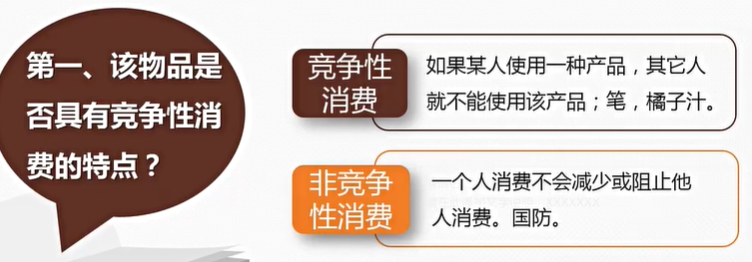 第一、该物品是
否具有竞争性消
费的特点？
竞争性
消费
如果某人使用一种产品，其它人
就不能使用该产品；笔，橘子汁。
非竞争
性消费
一个人消费不会减少或阻止他
人消费。国防。